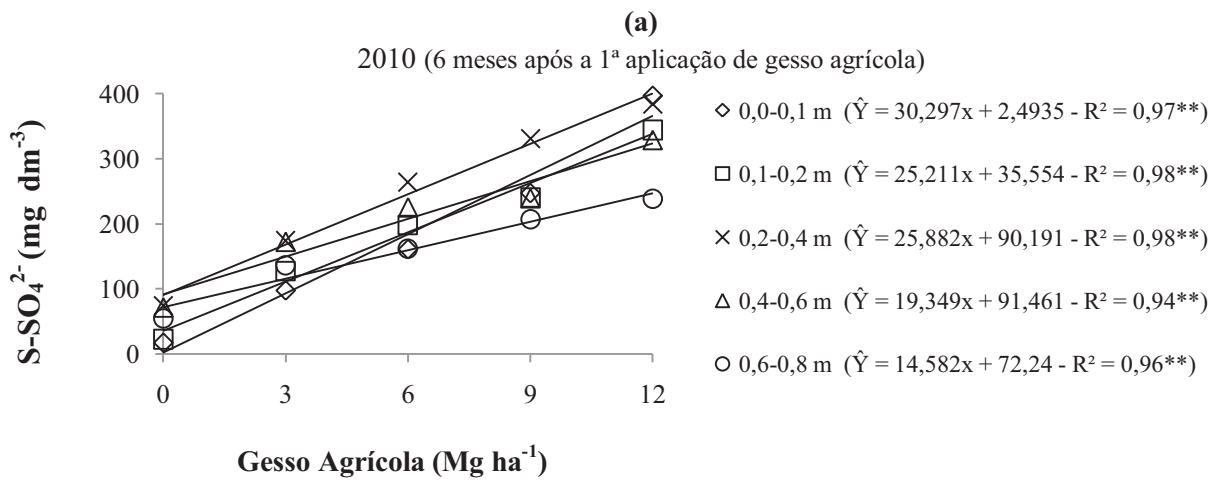 (a)
2010 (6 meses após a 1ª aplicação de gesso agrícola)
S-SO₄²⁻ (mg dm⁻³)
400
300
200
100
0
0 3 6 9 12
Gesso Agrícola (Mg ha⁻¹)
0,0-0,1 m (Ŷ = 30,297x + 2,4935 - R² = 0,97**)
0,1-0,2 m (Ŷ = 25,211x + 35,554 - R² = 0,98**)
0,2-0,4 m (Ŷ = 25,882x + 90,191 - R² = 0,98**)
0,4-0,6 m (Ŷ = 19,349x + 91,461 - R² = 0,94**)
0,6-0,8 m (Ŷ = 14,582x + 72,24 - R² = 0,96**)